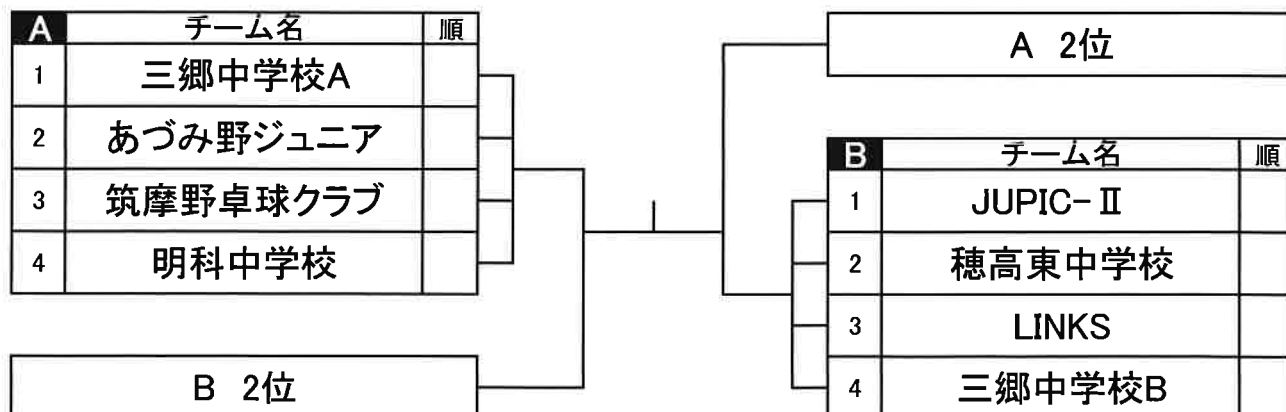 A チーム名 順
1 三郷中学校A
2 あづみ野ジュニア
3 筑摩野卓球クラブ
4 明科中学校
B 2位
A 2位
B チーム名 順
1 JUPIC-Ⅱ
2 穂高東中学校
3 LINKS
4 三郷中学校B